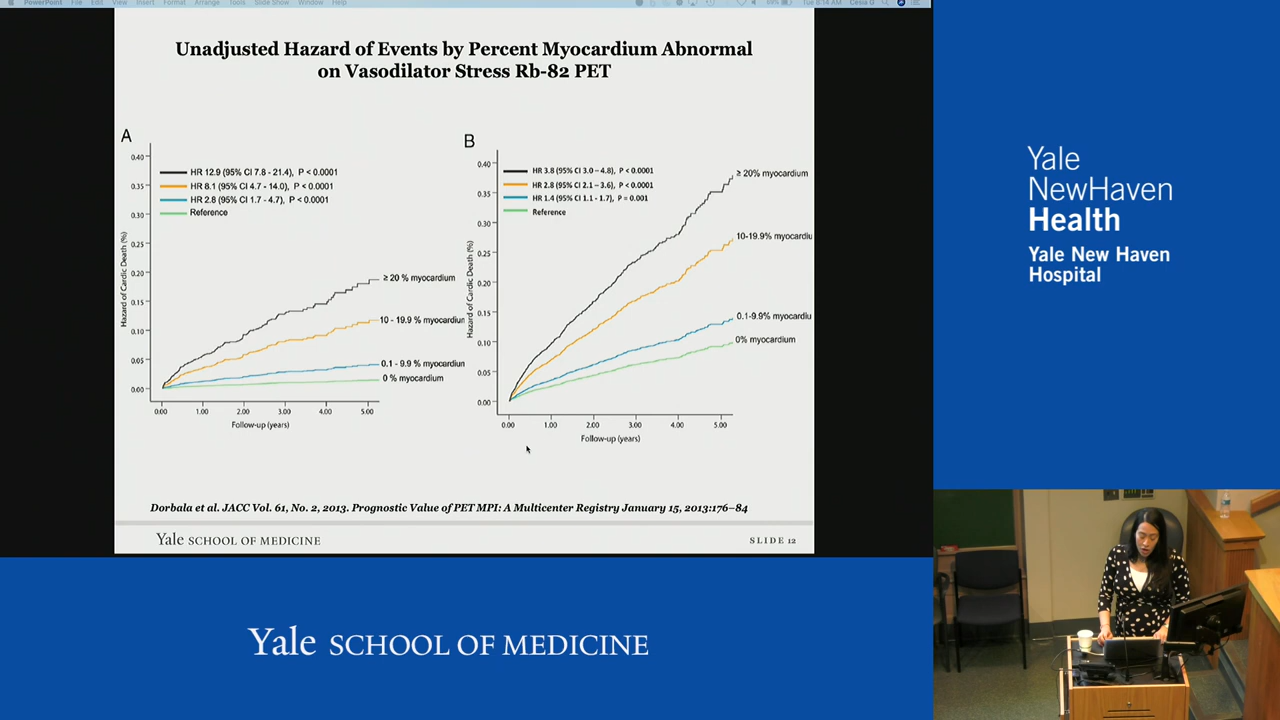 PowerPoint File Edit View Insert Format Arrange Tools Slide Show Window Help
Tue 8:14 AM Cesia G
Unadjusted Hazard of Events by Percent Myocardium Abnormal
on Vasodilator Stress Rb-82 PET
A
HR 12.9 (95% CI 7.8 - 21.4), P < 0.0001
HR 8.1 (95% CI 4.7 - 14.0), P < 0.0001
HR 2.8 (95% CI 1.7 - 4.7), P < 0.0001
Reference
Hazard of Cardic Death (%)
0.40
0.35
0.30
0.25
0.20
0.15
0.10
0.05
0.00
≥ 20 % myocardium
10 - 19.9 % myocardium
0.1 - 9.9 % myocardium
0 % myocardium
0.00 1.00 2.00 3.00 4.00 5.00
Follow-up (years)
B
HR 3.8 (95% CI 3.0 – 4.8), P < 0.0001
HR 2.8 (95% CI 2.1 – 3.6), P < 0.0001
HR 1.4 (95% CI 1.1 - 1.7), P = 0.001
Reference
Hazard of Cardic Death (%)
0.40
0.35
0.30
0.25
0.20
0.15
0.10
0.05
0.00
≥ 20% myocardium
10-19.9% myocardiu
0.1-9.9% myocardiu
0% myocardium
0.00 1.00 2.00 3.00 4.00 5.00
Follow-up (years)
Dorbala et al. JACC Vol. 61, No. 2, 2013. Prognostic Value of PET MPI: A Multicenter Registry January 15, 2013:176–84
Yale SCHOOL OF MEDICINE
SLIDE 12
Yale
NewHaven
Health
Yale New Haven
Hospital
Yale SCHOOL OF MEDICINE